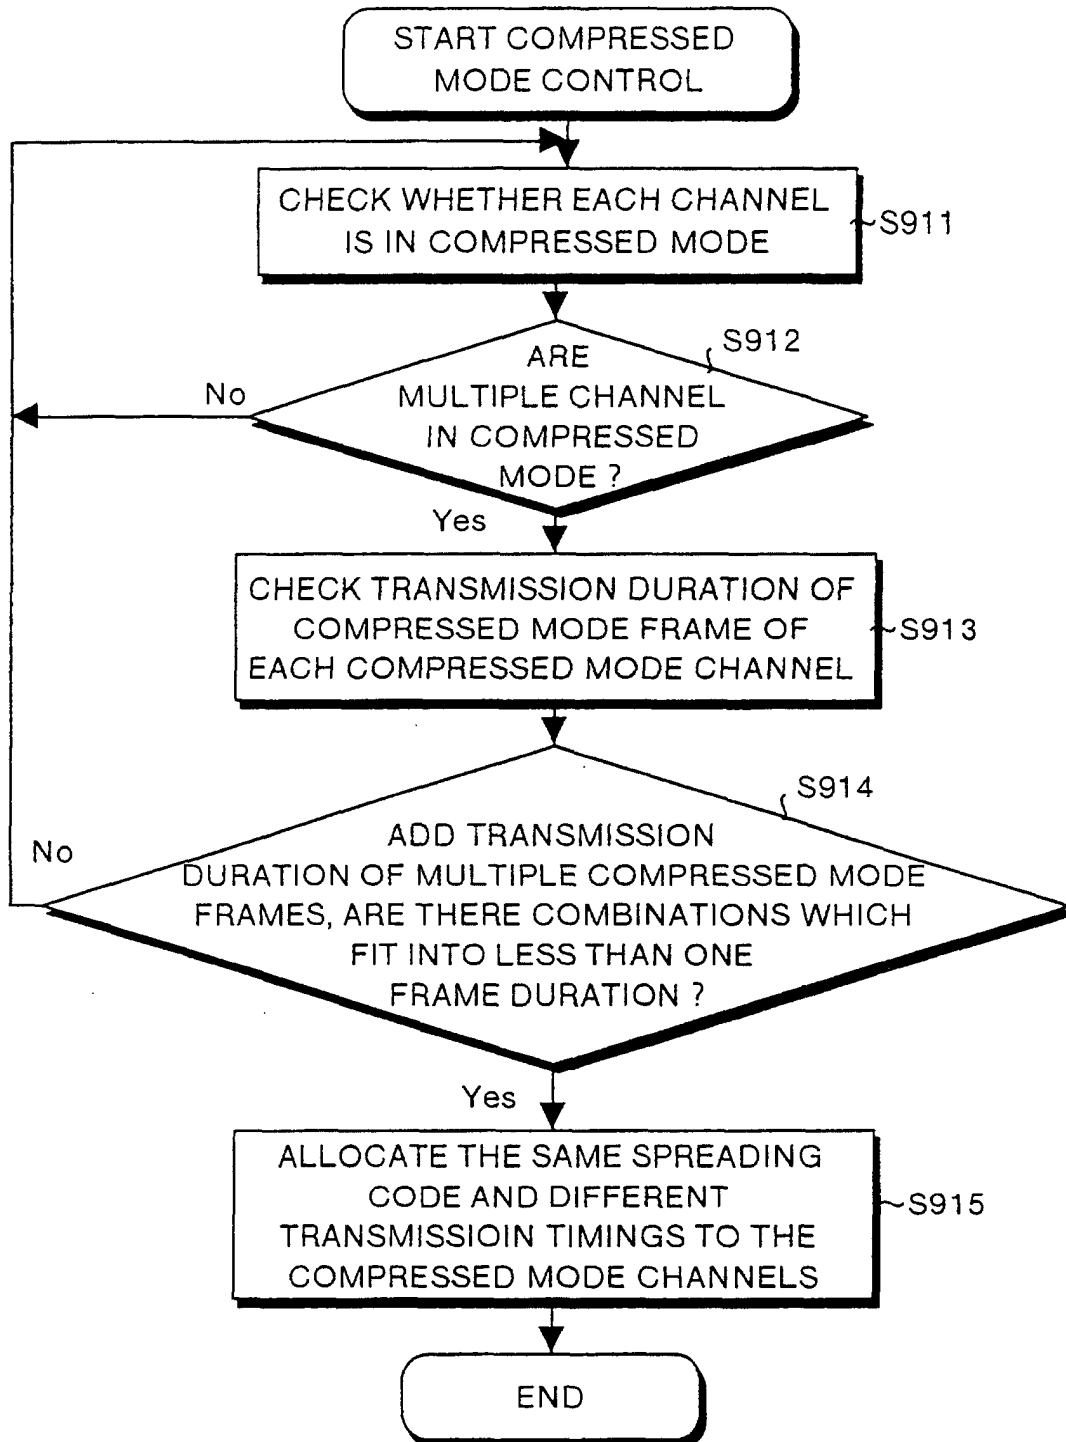 START COMPRESSED
MODE CONTROL
CHECK WHETHER EACH CHANNEL
IS IN COMPRESSED MODE
S911
S912
ARE
MULTIPLE CHANNEL
IN COMPRESSED
MODE ?
No
Yes
CHECK TRANSMISSION DURATION OF
COMPRESSED MODE FRAME OF
EACH COMPRESSED MODE CHANNEL
S913
S914
ADD TRANSMISSION
DURATION OF MULTIPLE COMPRESSED MODE
FRAMES, ARE THERE COMBINATIONS WHICH
FIT INTO LESS THAN ONE
FRAME DURATION ?
No
Yes
ALLOCATE THE SAME SPREADING
CODE AND DIFFERENT
TRANSMISSIOIN TIMINGS TO THE
COMPRESSED MODE CHANNELS
S915
END